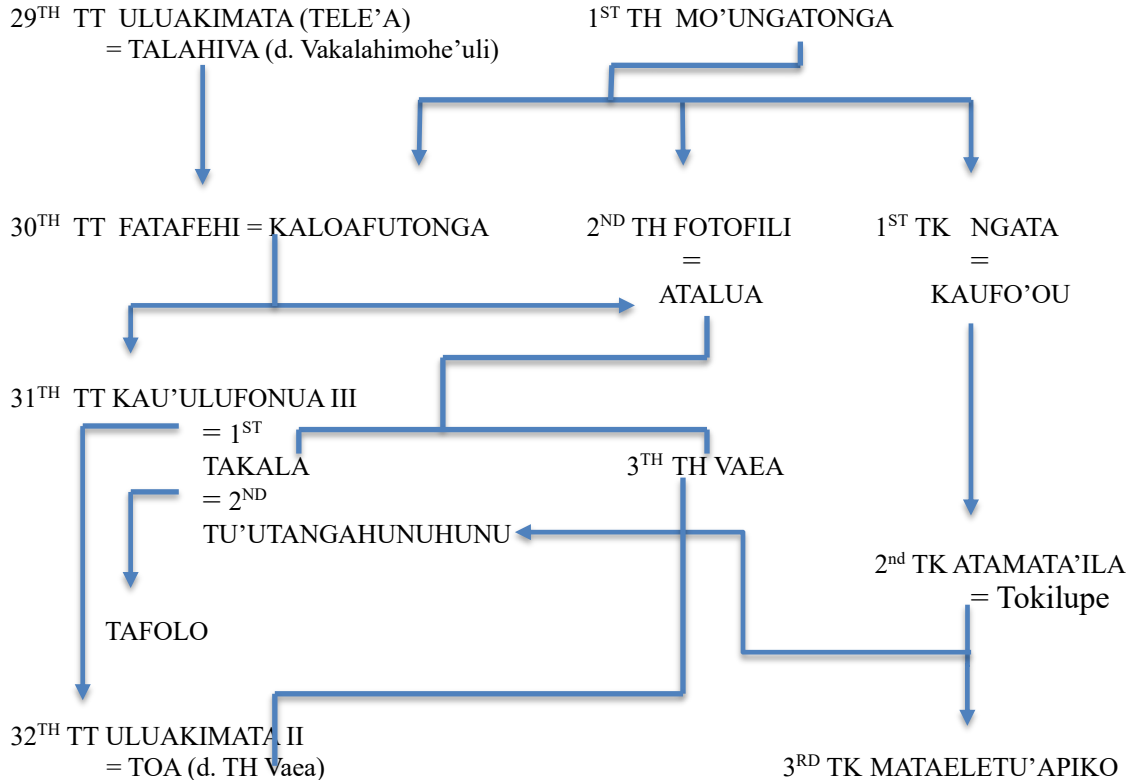 29TH TT ULUAKIMATA (TELE’A) 1ST TH MO’UNGATONGA
= TALAHIVA (d. Vakalahimohe’uli)
30TH TT FATAFEHI = KALOAFUTONGA 2ND TH FOTOFILI 1ST TK NGATA
= =
ATALUA KAUFO’OU
31TH TT KAU’ULUFONUA III
= 1ST
TAKALA 3TH TH VAEA
= 2ND
TU’UTANGAHUNUHUNU
2nd TK ATAMATA’ILA
= Tokilupe
TAFOLO
32TH TT ULUAKIMATA II
= TOA (d. TH Vaea) 3RD TK MATAELETU’APIKO